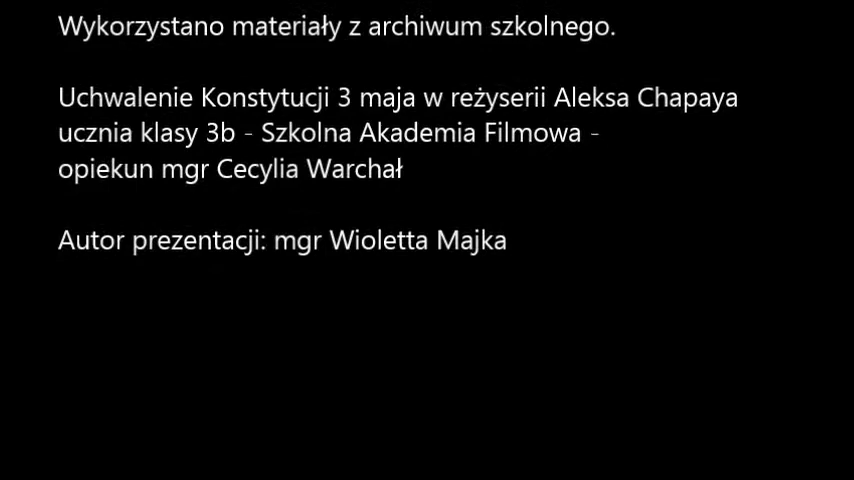 Wykorzystano materiały z archiwum szkolnego.
Uchwalenie Konstytucji 3 maja w reżyserii Aleksa Chapaya
ucznia klasy 3b - Szkolna Akademia Filmowa -
opiekun mgr Cecylia Warchał
Autor prezentacji: mgr Wioletta Majka